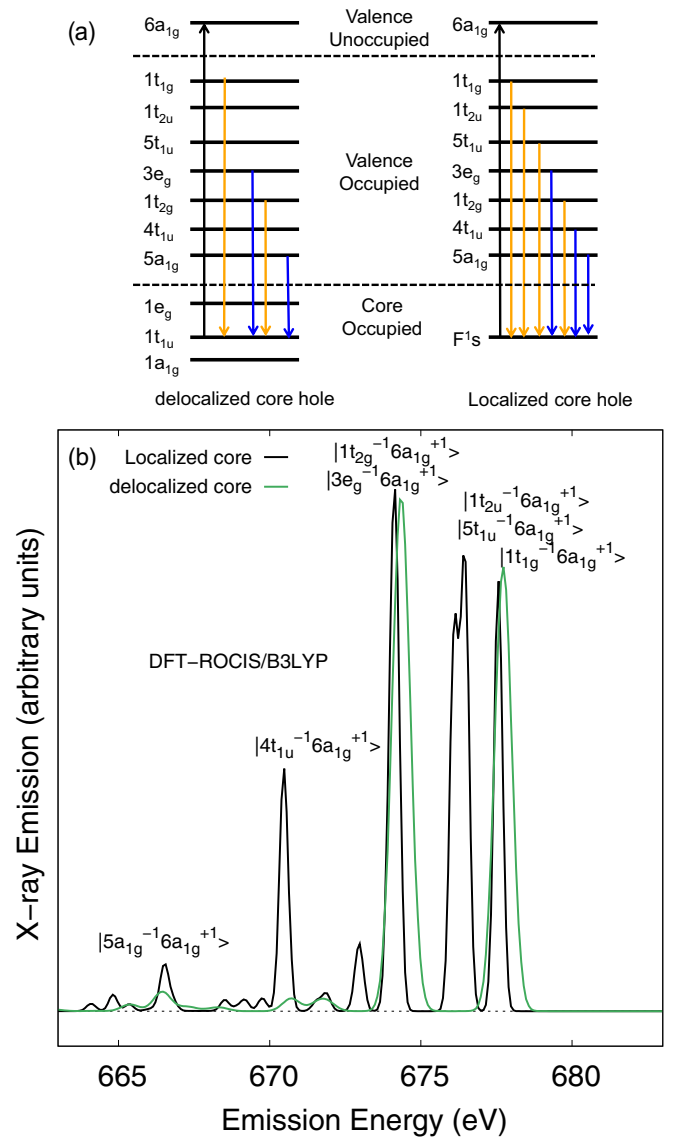 (a)
6a1g
Valence
Unoccupied
6a1g
1t1g
1t2u
5t1u
3eg
1t2g
4t1u
5a1g
Valence
Occupied
1t1g
1t2u
5t1u
3eg
1t2g
4t1u
5a1g
1eg
1t1u
1a1g
Core
Occupied
F1s
delocalized core hole
Localized core hole
(b)
Localized core
delocalized core
|1t2g−16a1g+1>
|3eg−16a1g+1>
|1t2u−16a1g+1>
|5t1u−16a1g+1>
|1t1g−16a1g+1>
DFT−ROCIS/B3LYP
|4t1u−16a1g+1>
|5a1g−16a1g+1>
X−ray Emission (arbitrary units)
665 670 675 680
Emission Energy (eV)